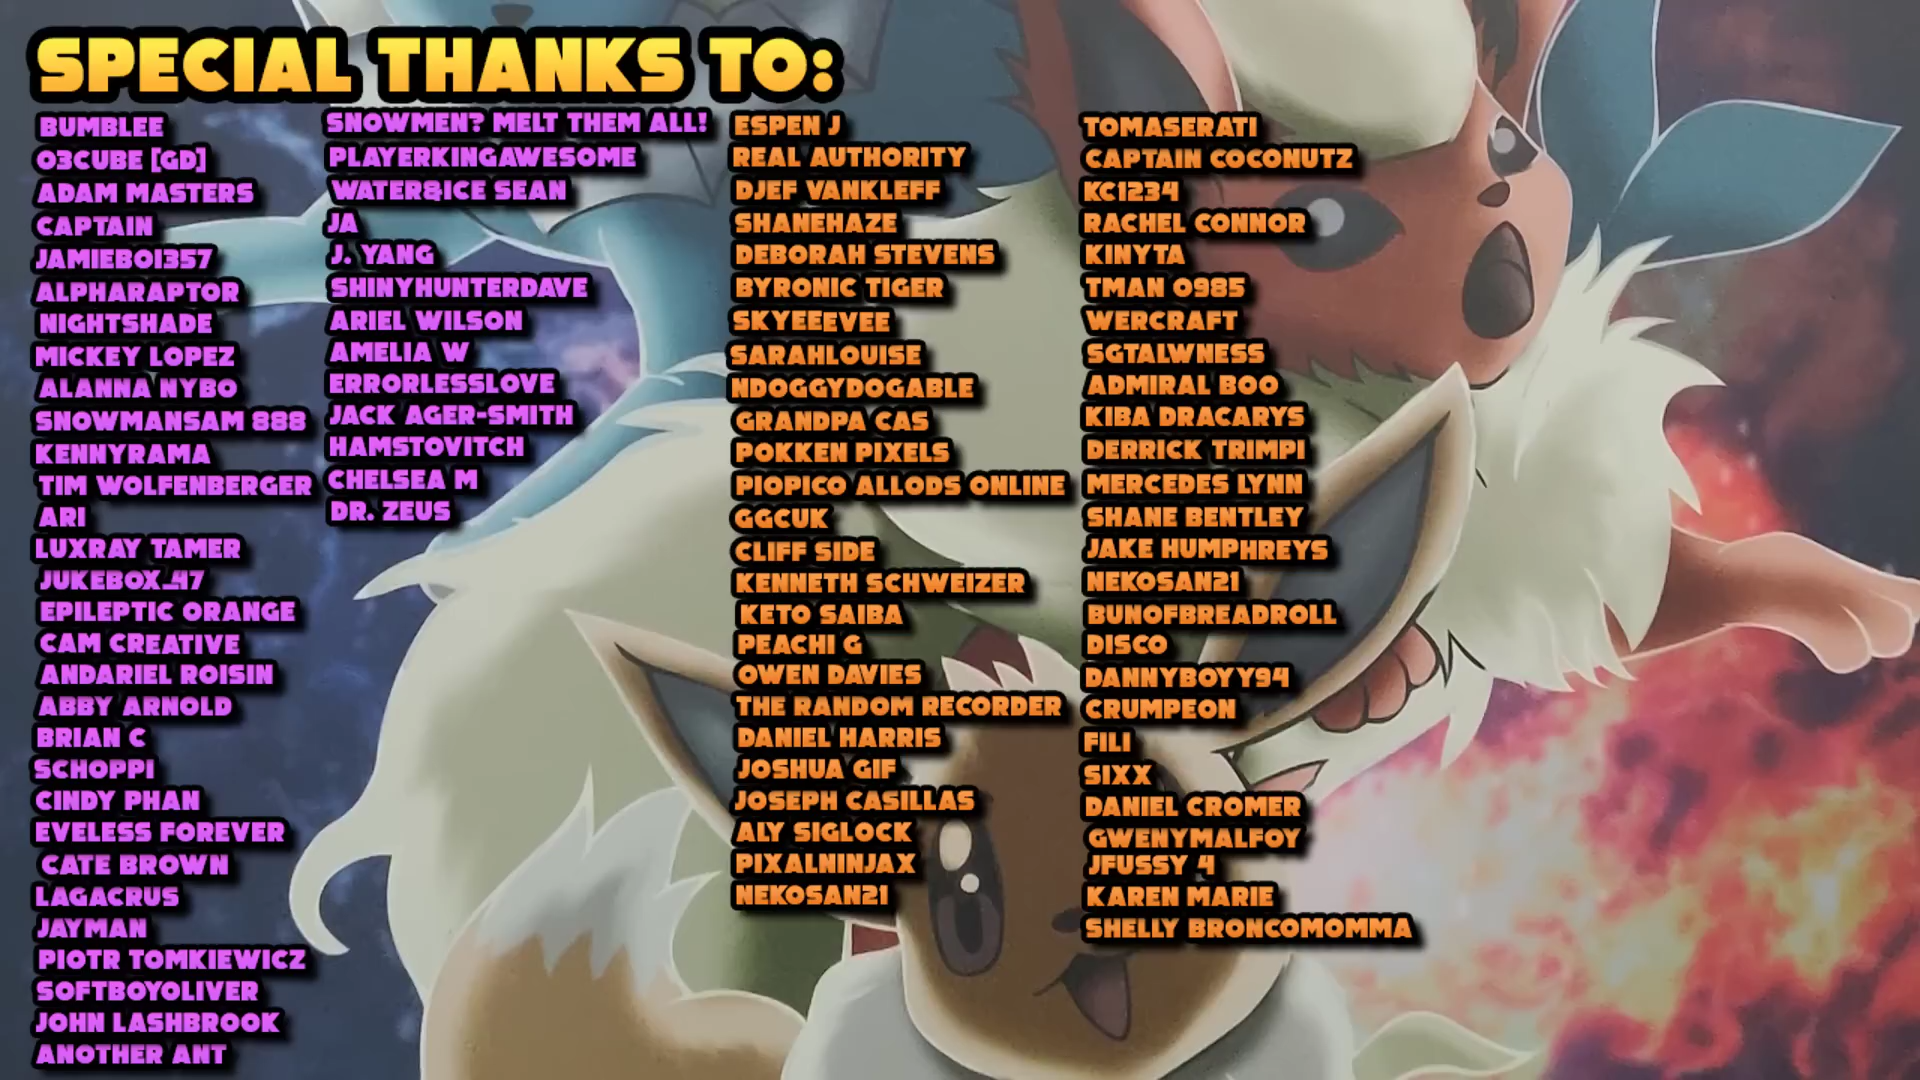 SPECIAL THANKS TO:
BUMBLEE
O3CUBE [GD]
ADAM MASTERS
CAPTAIN
JAMIEBOI357
ALPHARAPTOR
NIGHTSHADE
MICKEY LOPEZ
ALANNA NYBO
SNOWMANSAM 888
KENNYRAMA
TIM WOLFENBERGER
ARI
LUXRAY TAMER
JUKEBOX_47
EPILEPTIC ORANGE
CAM CREATIVE
ANDARIEL ROISIN
ABBY ARNOLD
BRIAN C
SCHOPPI
CINDY PHAN
EVELESS FOREVER
CATE BROWN
LAGACRUS
JAYMAN
PIOTR TOMKIEWICZ
SOFTBOYOLIVER
JOHN LASHBROOK
ANOTHER ANT
SNOWMEN? MELT THEM ALL!
PLAYERKINGAWESOME
WATER&ICE SEAN
JA
J. YANG
SHINYHUNTERDAVE
ARIEL WILSON
AMELIA W
ERRORLESSLOVE
JACK AGER-SMITH
HAMSTOVITCH
CHELSEA M
DR. ZEUS
ESPEN J
REAL AUTHORITY
DJEF VANKLEFF
SHANEHAZE
DEBORAH STEVENS
BYRONIC TIGER
SKYEEEVEE
SARAHLOUISE
NDOGGYDOGABLE
GRANDPA CAS
POKKEN PIXELS
PIOPICO ALLODS ONLINE
GGCUK
CLIFF SIDE
KENNETH SCHWEIZER
KETO SAIBA
PEACHI G
OWEN DAVIES
THE RANDOM RECORDER
DANIEL HARRIS
JOSHUA GIF
JOSEPH CASILLAS
ALY SIGLOCK
PIXALNINJAX
NEKOSAN21
TOMASERATI
CAPTAIN COCONUTZ
KC1234
RACHEL CONNOR
KINYTA
TMAN 0985
WERCRAFT
SGTALWNESS
ADMIRAL BOO
KIBA DRACARYS
DERRICK TRIMPI
MERCEDES LYNN
SHANE BENTLEY
JAKE HUMPHREYS
NEKOSAN21
BUNOFBREADROLL
DISCO
DANNYBOYY94
CRUMPEON
FILI
SIXX
DANIEL CROMER
GWENYMALFOY
JFUSSY 4
KAREN MARIE
SHELLY BRONCOMOMMA